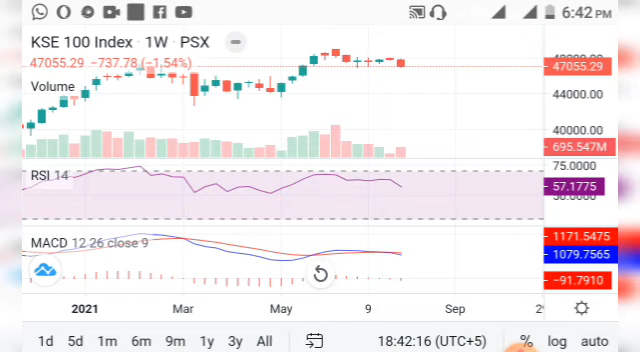 6:42 PM
KSE 100 Index · 1W · PSX
47055.29 −737.78 (−1.54%)
Volume
48000.00
47055.29
44000.00
40000.00
695.547M
RSI 14
75.0000
57.1775
MACD 12 26 close 9
1171.5475
1079.7565
−91.7910
2021 Mar May 9 Sep
1d 5d 1m 6m 1y 3y All 18:42:16 (UTC+5) % log auto